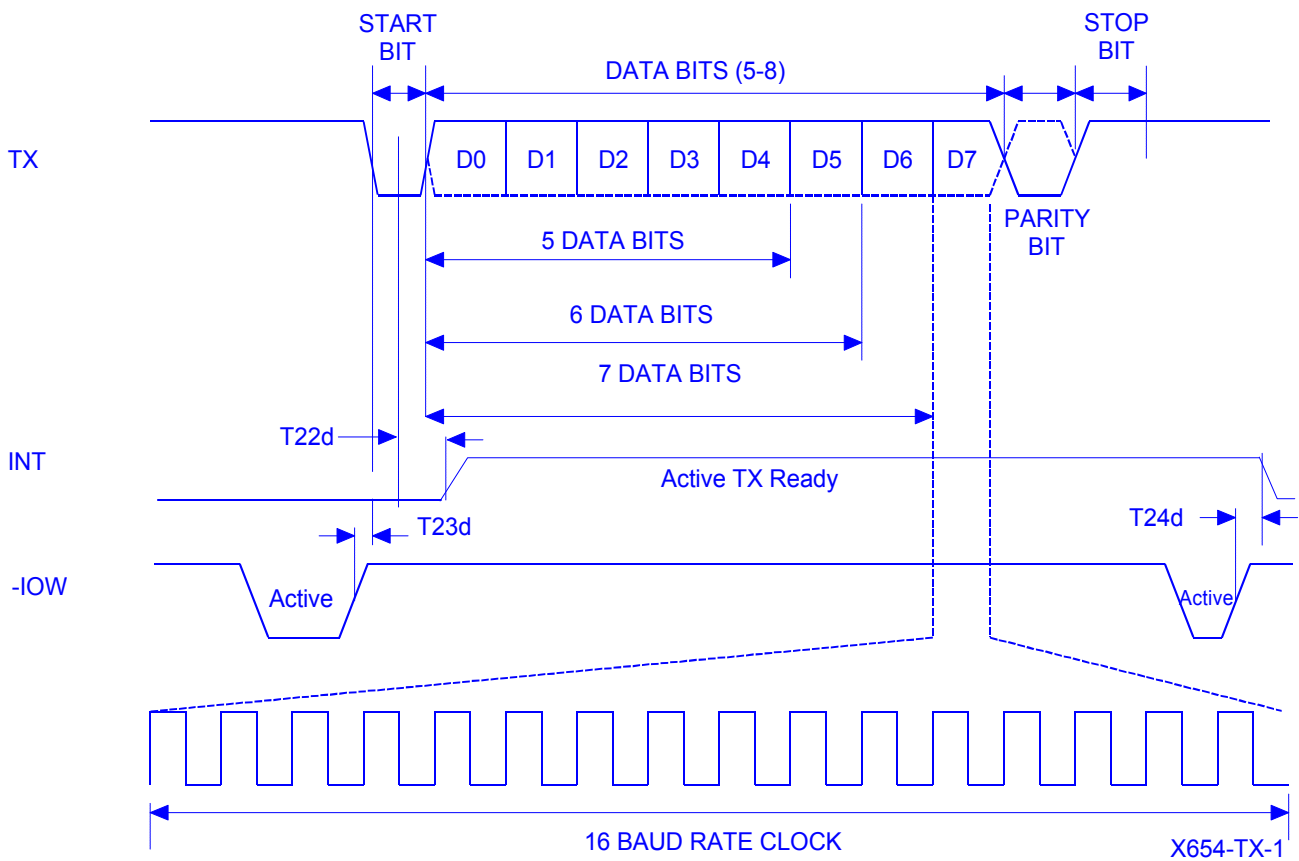 START
BIT
DATA BITS (5-8)
STOP
BIT
TX
D0 D1 D2 D3 D4 D5 D6 D7
PARITY
BIT
5 DATA BITS
6 DATA BITS
7 DATA BITS
T22d
INT
Active TX Ready
T23d
T24d
-IOW
Active
Active
16 BAUD RATE CLOCK
X654-TX-1